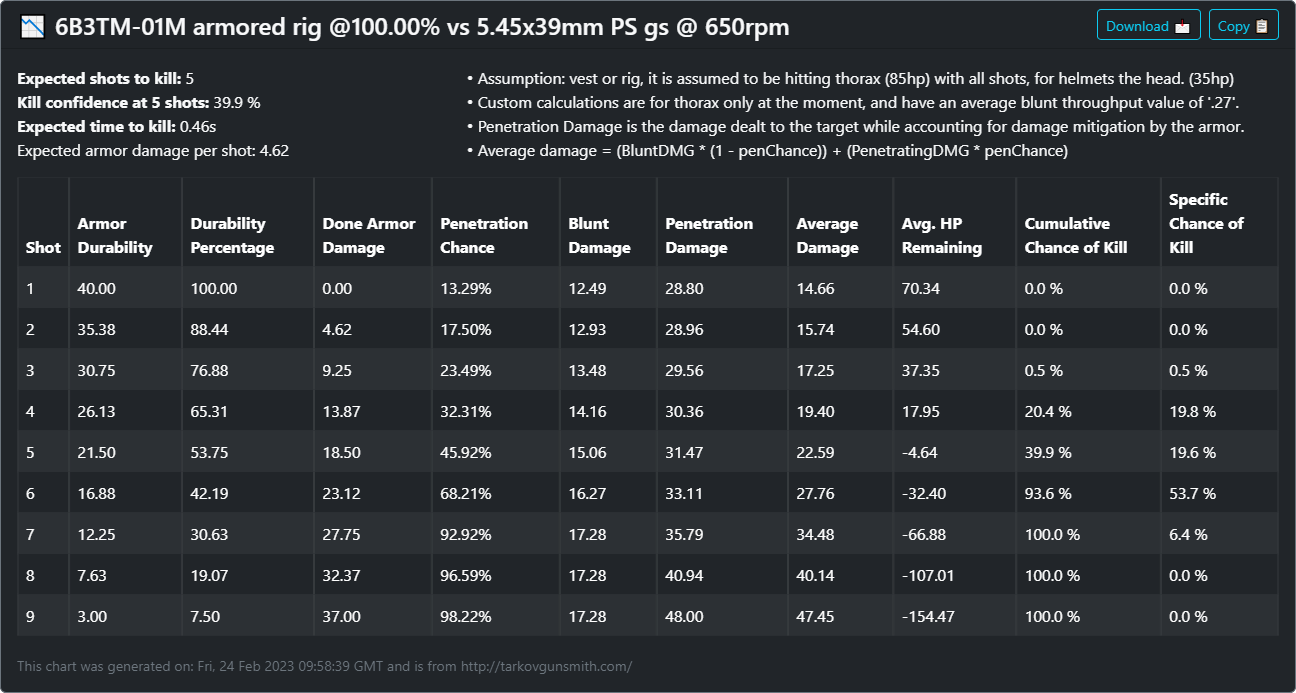 6B3TM-01M armored rig @100.00% vs 5.45x39mm PS gs @ 650rpm
Download
Copy
Expected shots to kill: 5
Kill confidence at 5 shots: 39.9 %
Expected time to kill: 0.46s
Expected armor damage per shot: 4.62
• Assumption: vest or rig, it is assumed to be hitting thorax (85hp) with all shots, for helmets the head. (35hp)
• Custom calculations are for thorax only at the moment, and have an average blunt throughput value of '.27'.
• Penetration Damage is the damage dealt to the target while accounting for damage mitigation by the armor.
• Average damage = (BluntDMG * (1 - penChance)) + (PenetratingDMG * penChance)
Shot Armor Durability Durability Percentage Done Armor Damage Penetration Chance Blunt Damage Penetration Damage Average Damage Avg. HP Remaining Cumulative Chance of Kill Specific Chance of Kill
1 40.00 100.00 0.00 13.29% 12.49 28.80 14.66 70.34 0.0 % 0.0 %
2 35.38 88.44 4.62 17.50% 12.93 28.96 15.74 54.60 0.0 % 0.0 %
3 30.75 76.88 9.25 23.49% 13.48 29.56 17.25 37.35 0.5 % 0.5 %
4 26.13 65.31 13.87 32.31% 14.16 30.36 19.40 17.95 20.4 % 19.8 %
5 21.50 53.75 18.50 45.92% 15.06 31.47 22.59 -4.64 39.9 % 19.6 %
6 16.88 42.19 23.12 68.21% 16.27 33.11 27.76 -32.40 93.6 % 53.7 %
7 12.25 30.63 27.75 92.92% 17.28 35.79 34.48 -66.88 100.0 % 6.4 %
8 7.63 19.07 32.37 96.59% 17.28 40.94 40.14 -107.01 100.0 % 0.0 %
9 3.00 7.50 37.00 98.22% 17.28 48.00 47.45 -154.47 100.0 % 0.0 %
This chart was generated on: Fri, 24 Feb 2023 09:58:39 GMT and is from http://tarkovgunsmith.com/